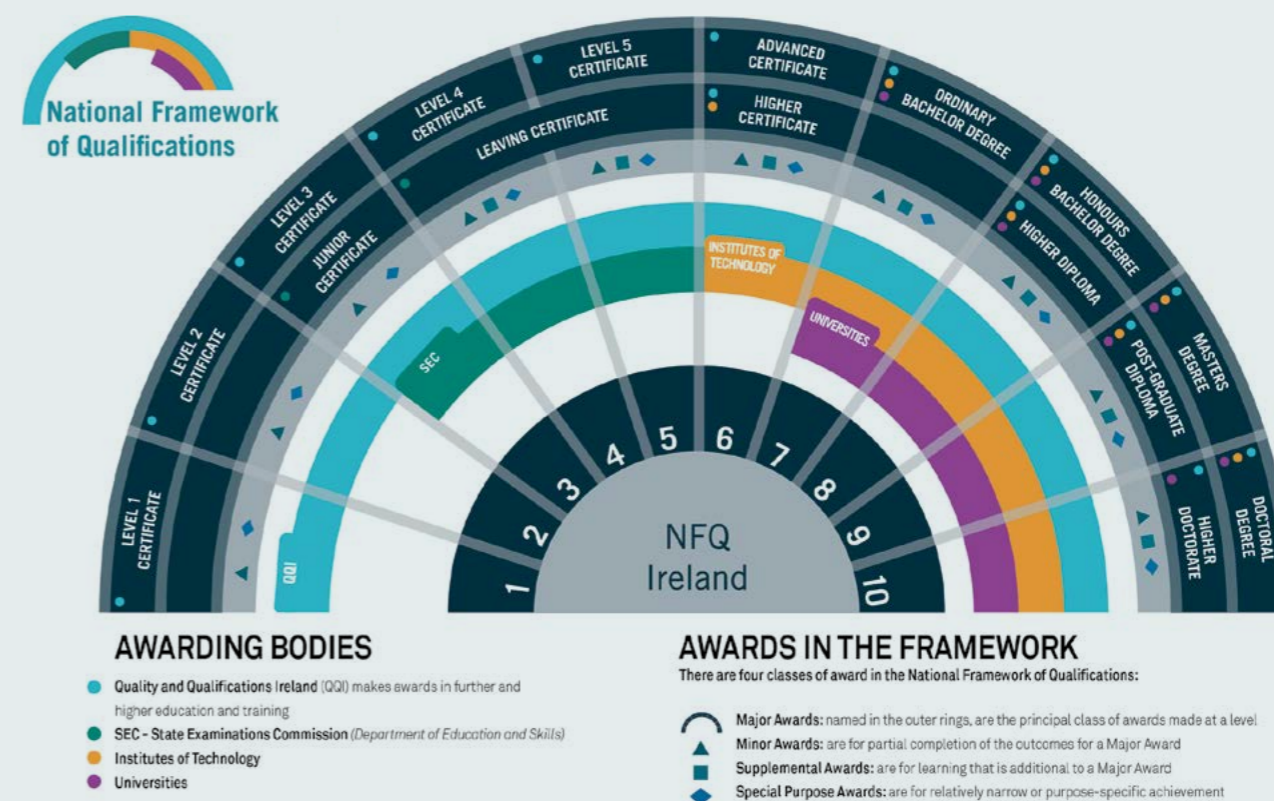 National Framework
of Qualifications
LEVEL 1
CERTIFICATE
LEVEL 2
CERTIFICATE
LEVEL 3
CERTIFICATE
LEVEL 4
CERTIFICATE
LEVEL 5
CERTIFICATE
ADVANCED
CERTIFICATE
ORDINARY
BACHELOR DEGREE
HONOURS
BACHELOR DEGREE
MASTERS
DEGREE
DOCTORAL
DEGREE
JUNIOR
CERTIFICATE
LEAVING CERTIFICATE
HIGHER
CERTIFICATE
HIGHER DIPLOMA
POST-GRADUATE
DIPLOMA
HIGHER
DOCTORATE
QQI
SEC
INSTITUTES OF
TECHNOLOGY
UNIVERSITIES
1
2
3
4
5
6
7
8
9
10
NFQ
Ireland
AWARDING BODIES
Quality and Qualifications Ireland (QQI) makes awards in further and
higher education and training
SEC - State Examinations Commission (Department of Education and Skills)
Institutes of Technology
Universities
AWARDS IN THE FRAMEWORK
There are four classes of award in the National Framework of Qualifications:
Major Awards: named in the outer rings, are the principal class of awards made at a level
Minor Awards: are for partial completion of the outcomes for a Major Award
Supplemental Awards: are for learning that is additional to a Major Award
Special Purpose Awards: are for relatively narrow or purpose-specific achievement